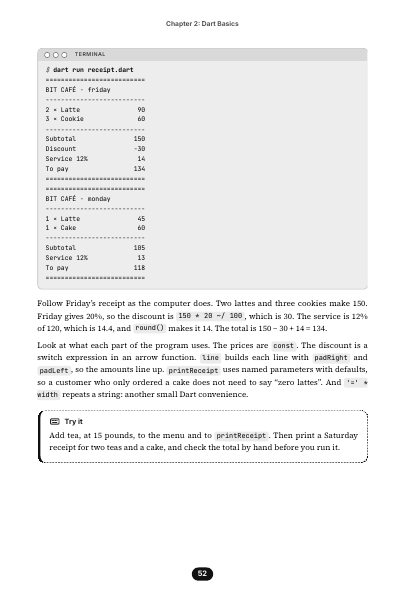 Chapter 2: Dart Basics
TERMINAL
$ dart run receipt.dart
==========================
BIT CAFÉ - friday
--------------------------
2 × Latte 90
3 × Cookie 60
--------------------------
Subtotal 150
Discount -30
Service 12% 14
To pay 134
==========================
==========================
BIT CAFÉ - monday
--------------------------
1 × Latte 45
1 × Cake 60
--------------------------
Subtotal 105
Service 12% 13
To pay 118
==========================
Follow Friday’s receipt as the computer does. Two lattes and three cookies make 150.
Friday gives 20%, so the discount is 150 * 20 ~/ 100, which is 30. The service is 12%
of 120, which is 14.4, and round() makes it 14. The total is 150 − 30 + 14 = 134.
Look at what each part of the program uses. The prices are const. The discount is a
switch expression in an arrow function. line builds each line with padRight and
padLeft, so the amounts line up. printReceipt uses named parameters with defaults,
so a customer who only ordered a cake does not need to say “zero lattes”. And '=' *
width repeats a string: another small Dart convenience.
Try it
Add tea, at 15 pounds, to the menu and to printReceipt. Then print a Saturday
receipt for two teas and a cake, and check the total by hand before you run it.
52